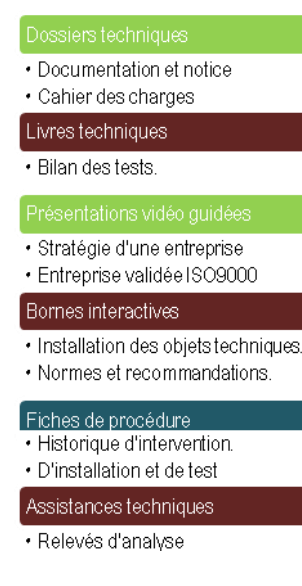 Dossiers techniques
• Documentation et notice
• Cahier des charges
Livres techniques
• Bilan des tests.
Présentations vidéo guidées
• Stratégie d'une entreprise
• Entreprise validée ISO9000
Bornes interactives
• Installation des objets techniques.
• Normes et recommandations.
Fiches de procédure
• Historique d'intervention.
• D'installation et de test
Assistances techniques
• Relevés d'analyse